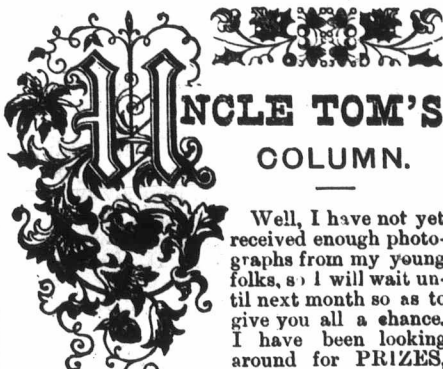 UNCLE TOM'S
COLUMN.
Well, I have not yet
received enough photo-
graphs from my young
folks, so I will wait un-
til next month so as to
give you all a chance.
I have been looking
around for PRIZES,